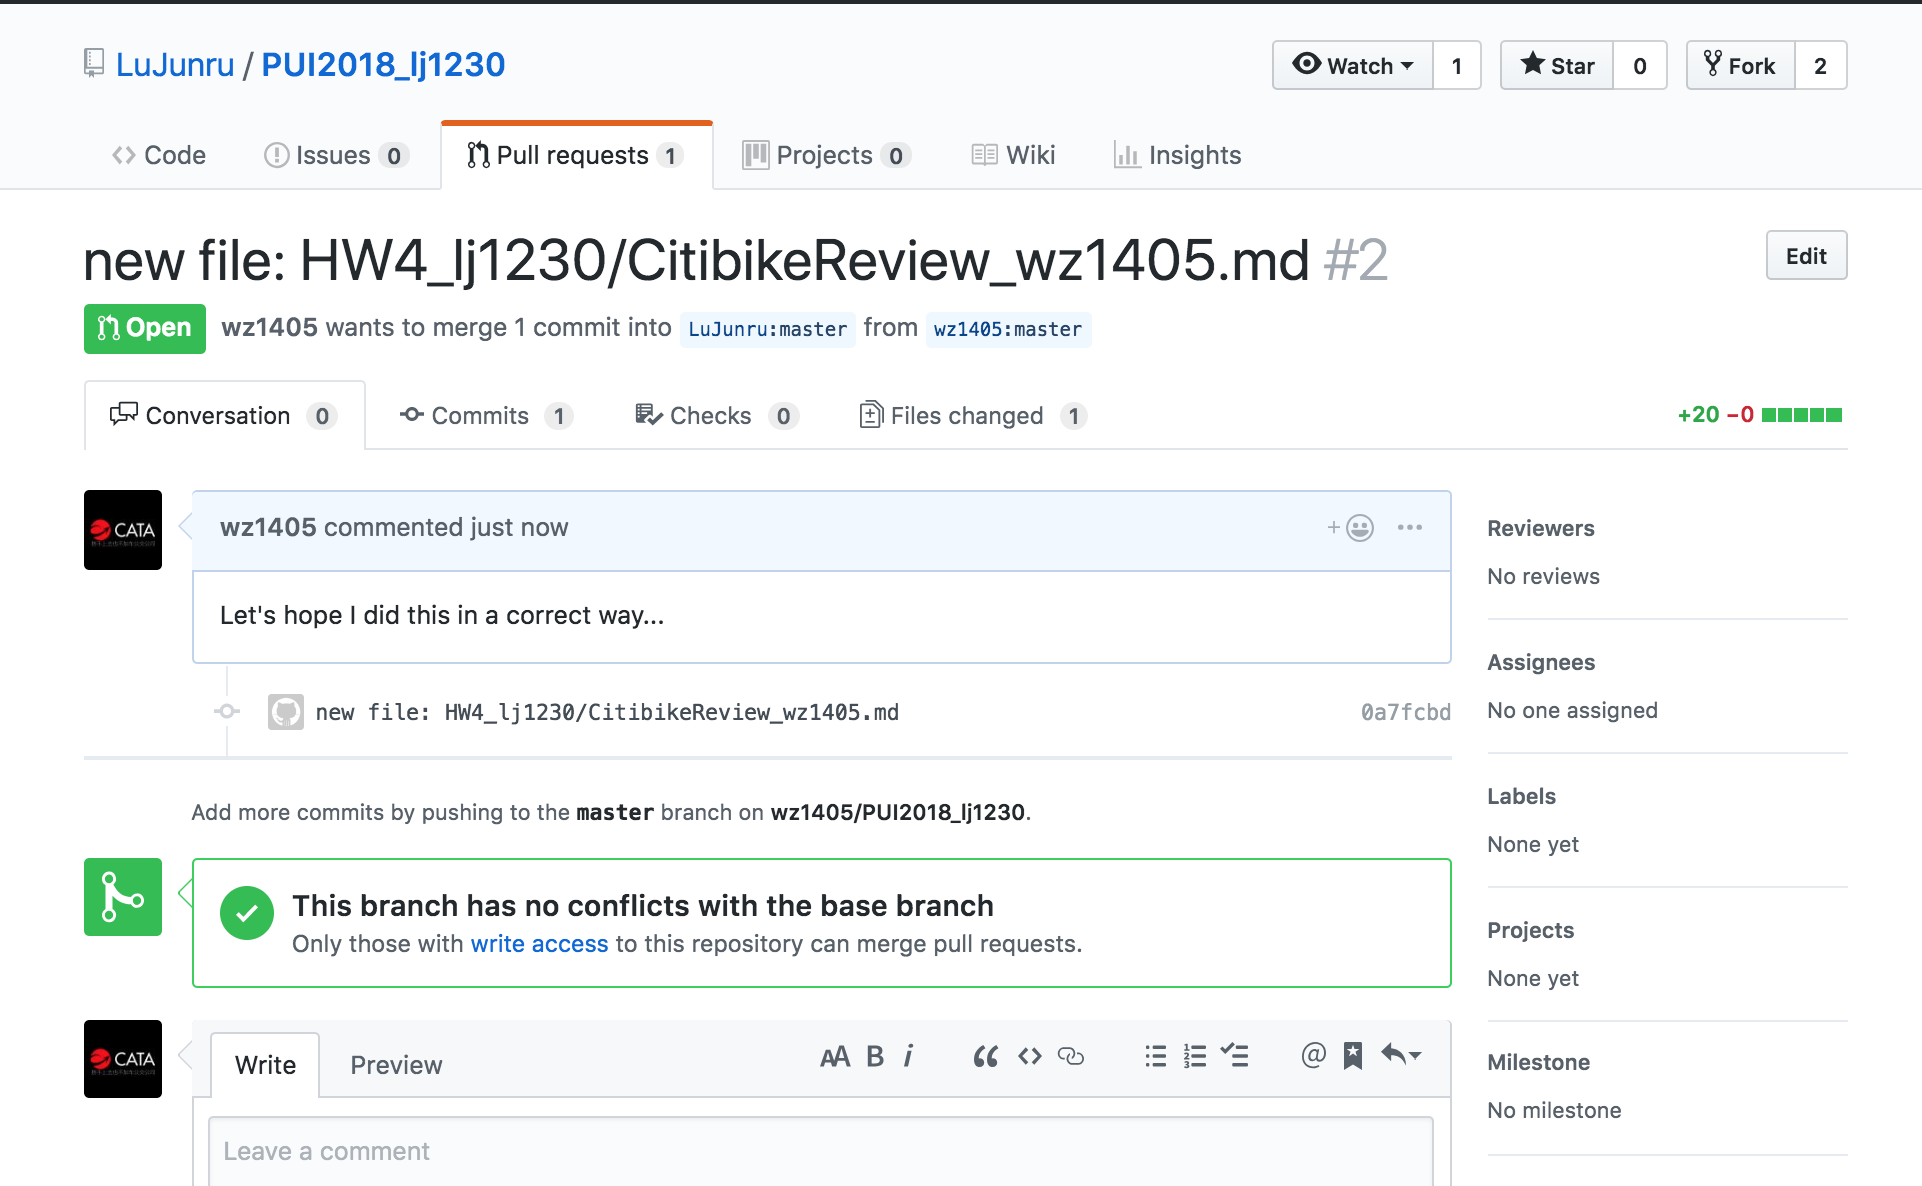 LuJunru / PUI2018_lj1230
Watch 1 Star 0 Fork 2
Code Issues 0 Pull requests 1 Projects 0 Wiki Insights
new file: HW4_lj1230/CitibikeReview_wz1405.md #2
Edit
Open wz1405 wants to merge 1 commit into LuJunru:master from wz1405:master
Conversation 0 Commits 1 Checks 0 Files changed 1 +20 −0
CATA
wz1405 commented just now
Let's hope I did this in a correct way...
new file: HW4_lj1230/CitibikeReview_wz1405.md 0a7fcbd
Add more commits by pushing to the master branch on wz1405/PUI2018_lj1230.
This branch has no conflicts with the base branch
Only those with write access to this repository can merge pull requests.
CATA
Write Preview
Leave a comment
Reviewers
No reviews
Assignees
No one assigned
Labels
None yet
Projects
None yet
Milestone
No milestone